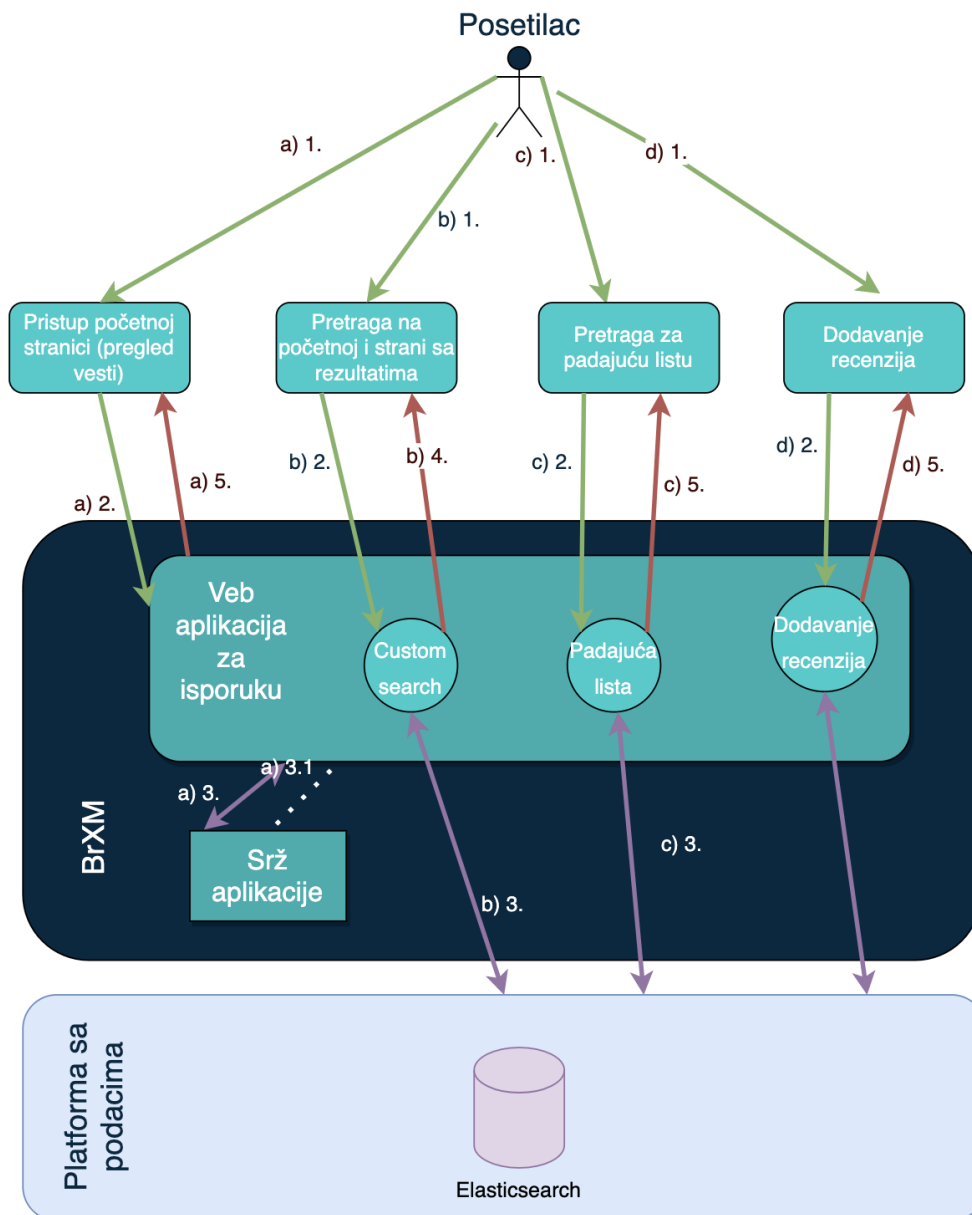 Posetilac
a) 1.
b) 1.
c) 1.
d) 1.
Pristup početnoj
stranici (pregled
vesti)
Pretraga na
početnoj i strani sa
rezultatima
Pretraga za
padajuću listu
Dodavanje
recenzija
a) 2.
a) 5.
b) 2.
b) 4.
c) 2.
c) 5.
d) 2.
d) 5.
Veb
aplikacija
za
isporuku
Custom
search
Padajuća
lista
Dodavanje
recenzija
a) 3.
a) 3.1
BrXM
Srž
aplikacije
b) 3.
c) 3.
Platforma sa
podacima
Elasticsearch